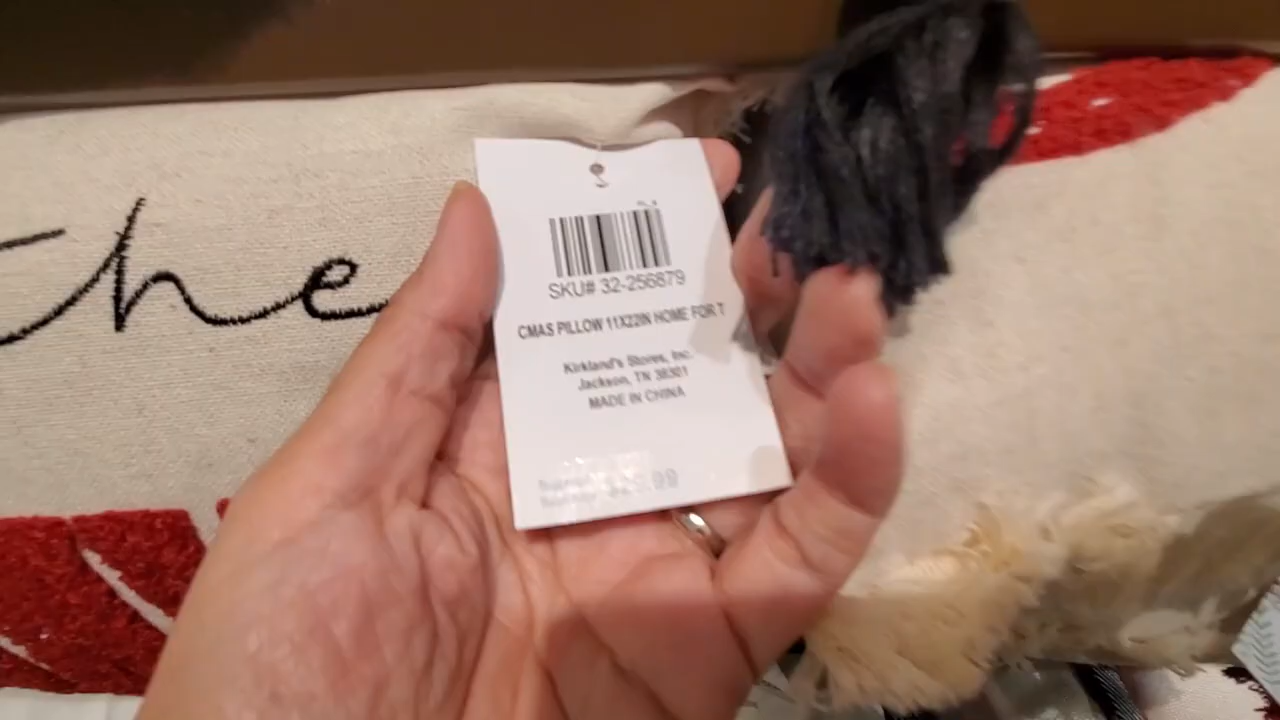 The
SKU# 32-256879
CMAS PILLOW 11X22IN HOME FOR T
Kirkland's Stores, Inc.
Jackson, TN 38301
MADE IN CHINA